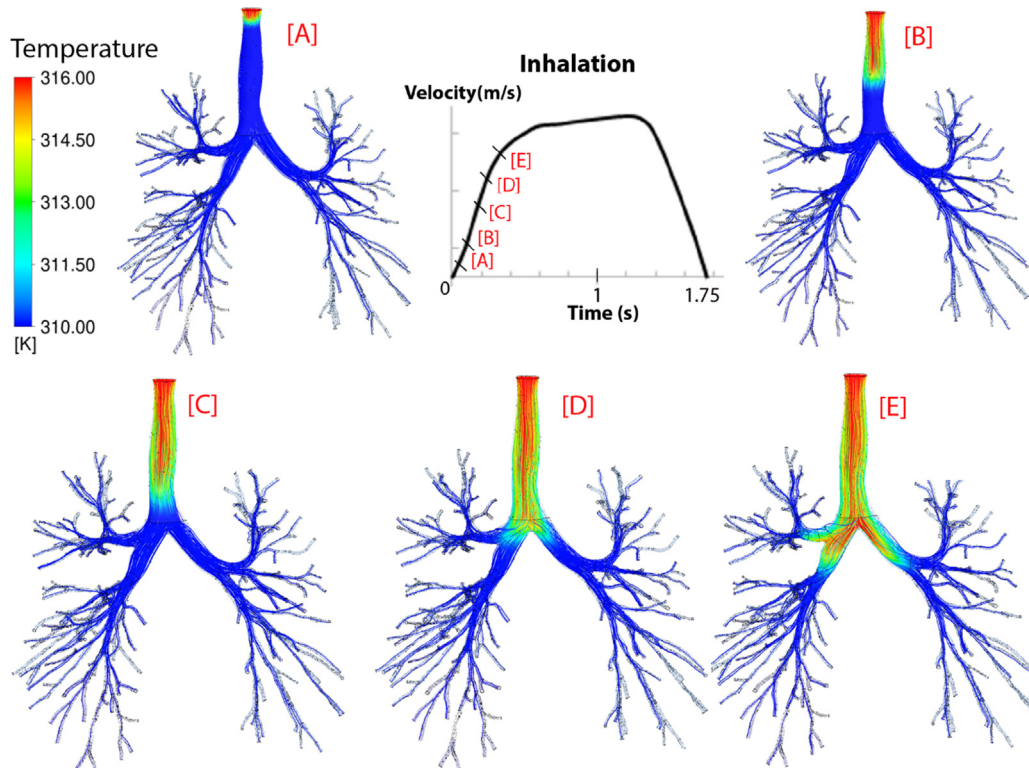 [A]
[B]
Temperature
316.00
314.50
313.00
311.50
310.00
[K]
Inhalation
Velocity(m/s)
[E]
[D]
[C]
[B]
[A]
0
1
1.75
Time (s)
[C]
[D]
[E]